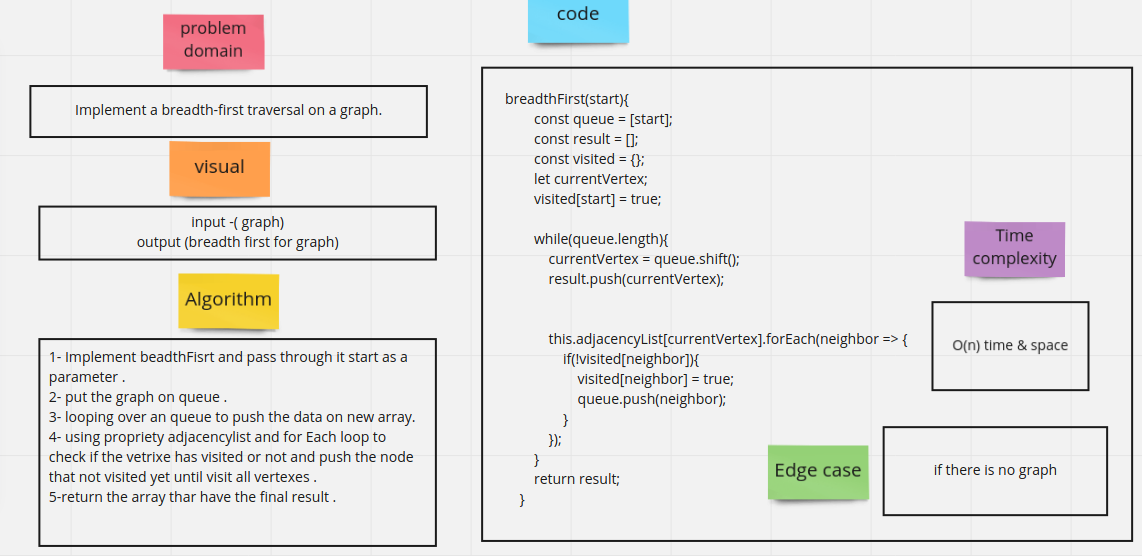 problem
domain
Implement a breadth-first traversal on a graph.
visual
input -( graph)
output (breadth first for graph)
Algorithm
1- Implement beadthFisrt and pass through it start as a
parameter .
2- put the graph on queue .
3- looping over an queue to push the data on new array.
4- using propriety adjacencylist and for Each loop to
check if the vetrixe has visited or not and push the node
that not visited yet until visit all vertexes .
5-return the array thar have the final result .
code
breadthFirst(start){
const queue = [start];
const result = [];
const visited = {};
let currentVertex;
visited[start] = true;
while(queue.length){
currentVertex = queue.shift();
result.push(currentVertex);
this.adjacencyList[currentVertex].forEach(neighbor => {
if(!visited[neighbor]){
visited[neighbor] = true;
queue.push(neighbor);
}
});
}
return result;
}
Time
complexity
O(n) time & space
Edge case
if there is no graph